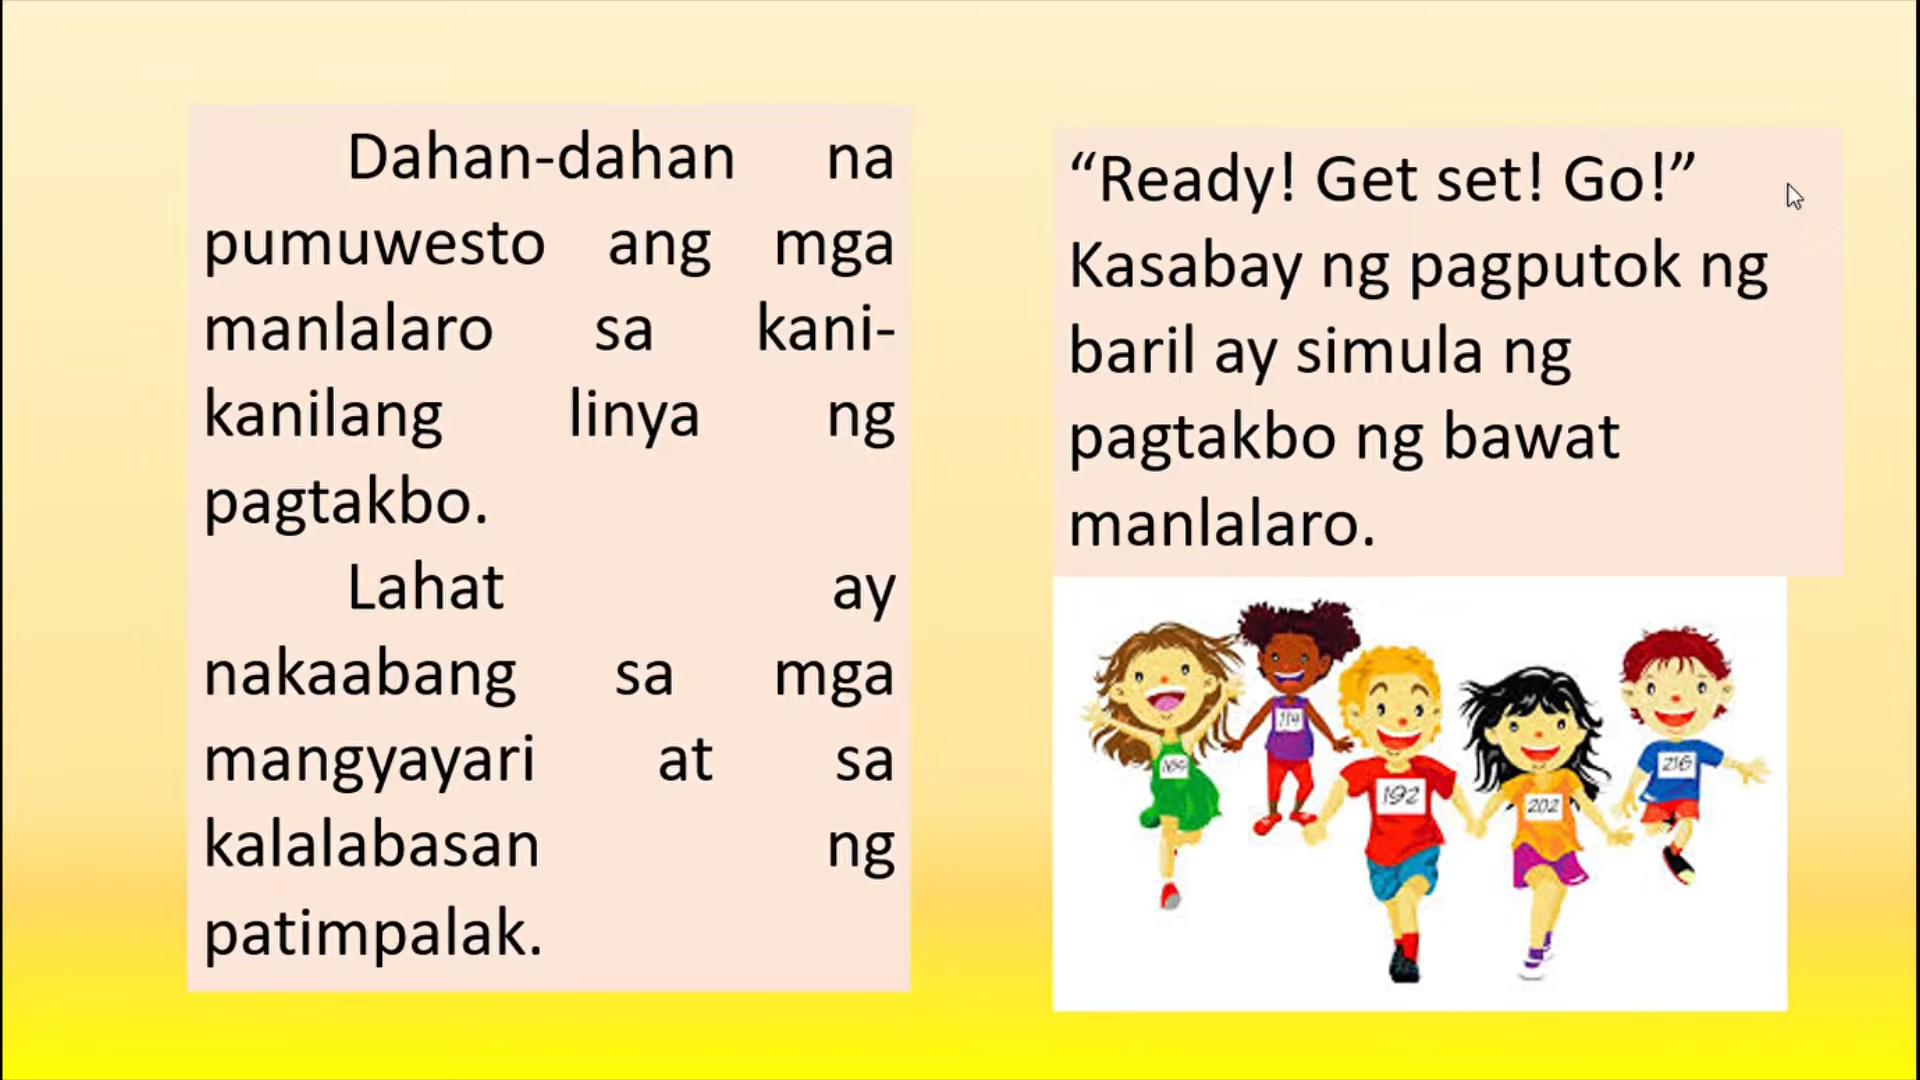 Dahan-dahan na
pumuwesto ang mga
manlalaro sa kani-
kanilang linya ng
pagtakbo.
Lahat ay
nakaabang sa mga
mangyayari at sa
kalalabasan ng
patimpalak.
“Ready! Get set! Go!”
Kasabay ng pagputok ng
baril ay simula ng
pagtakbo ng bawat
manlalaro.
192
202
216